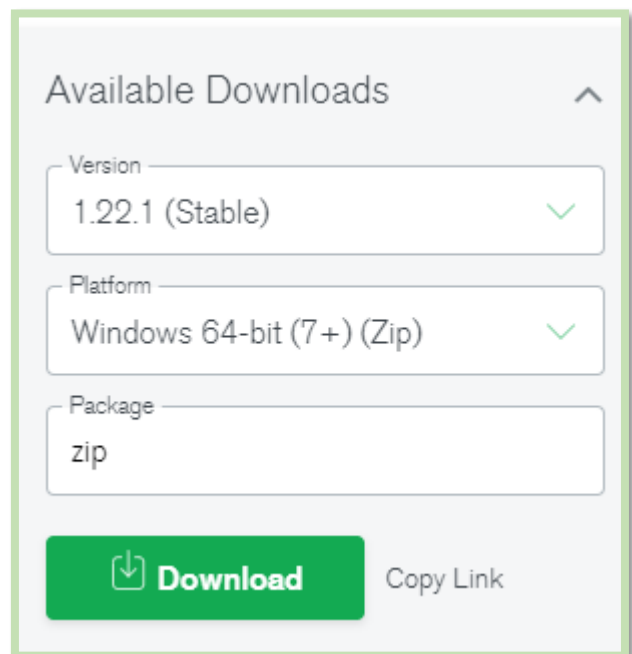 Available Downloads
Version
1.22.1 (Stable)
Platform
Windows 64-bit (7+) (Zip)
Package
zip
Download
Copy Link